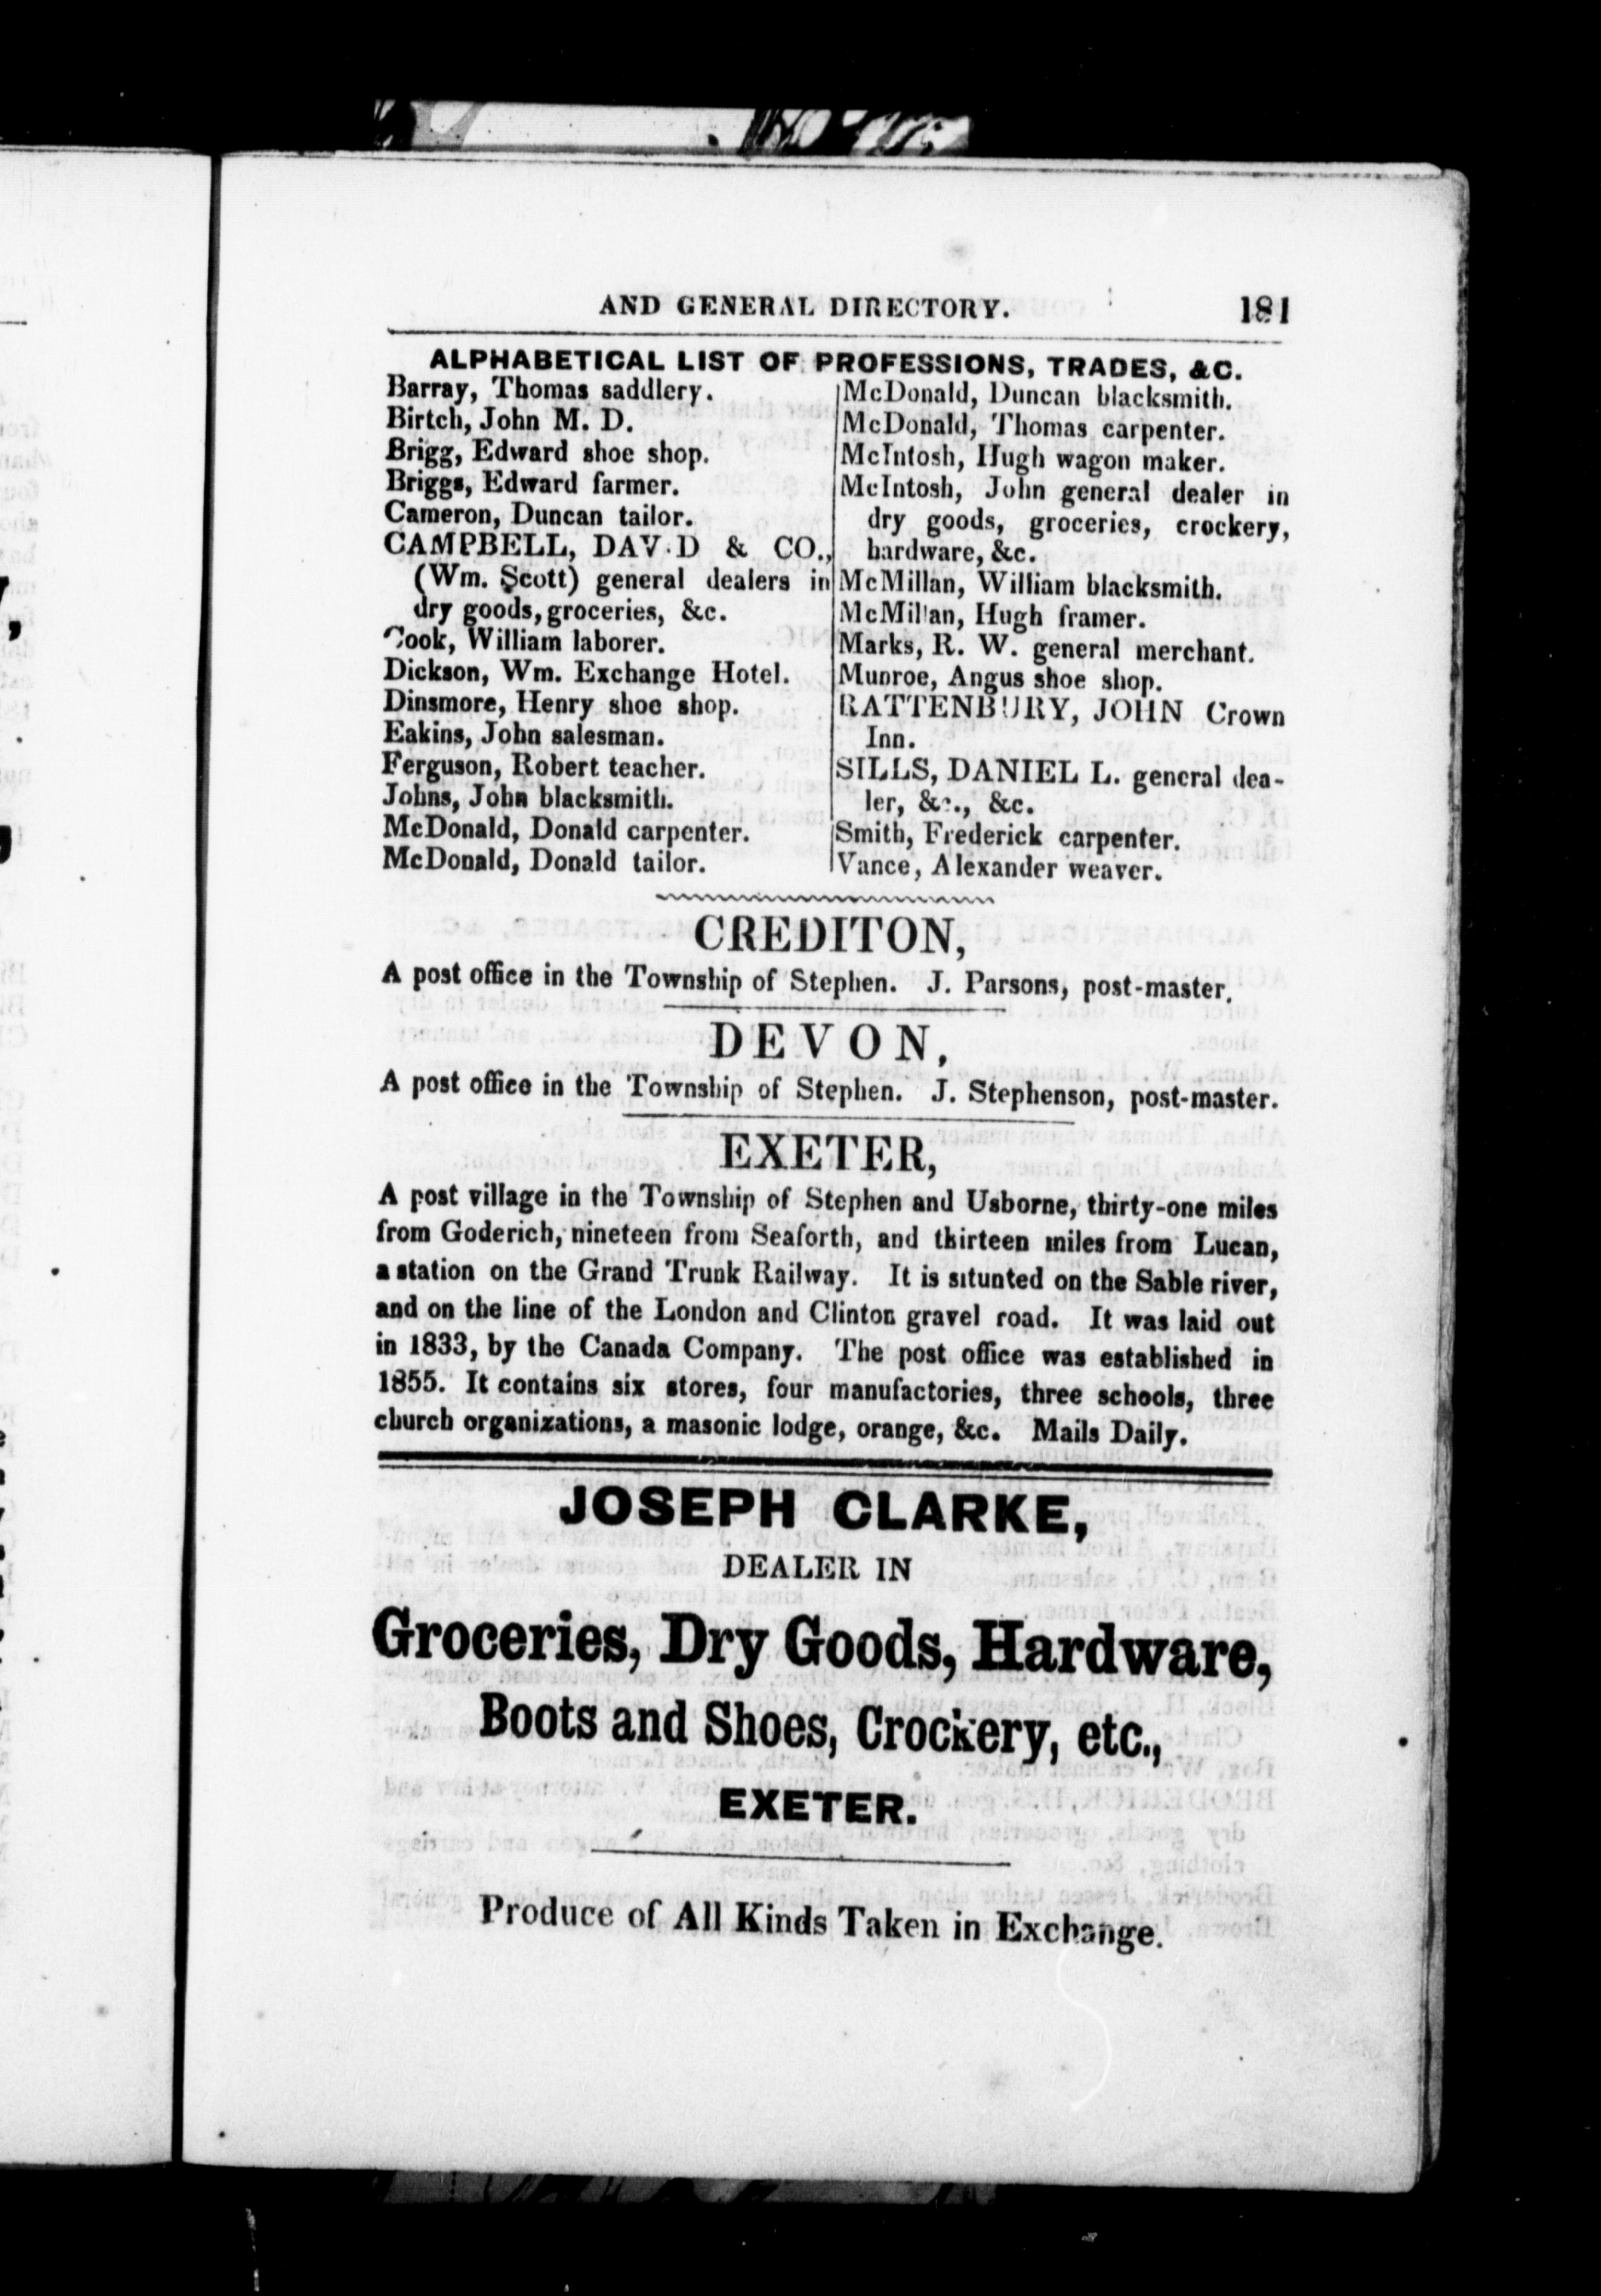 AND GENERAL DIRECTORY. 181
ALPHABETICAL LIST OF PROFESSIONS, TRADES, &C.
Barray, Thomas saddlery.
Birtch, John M. D.
Brigg, Edward shoe shop.
Briggs, Edward farmer.
Cameron, Duncan tailor.
CAMPBELL, DAV D & CO.,
(Wm. Scott) general dealers in
dry goods, groceries, &c.
Cook, William laborer.
Dickson, Wm. Exchange Hotel.
Dinsmore, Henry shoe shop.
Eakins, John salesman.
Ferguson, Robert teacher.
Johns, John blacksmith.
McDonald, Donald carpenter.
McDonald, Donald tailor.
McDonald, Duncan blacksmith.
McDonald, Thomas carpenter.
McIntosh, Hugh wagon maker.
McIntosh, John general dealer in
dry goods, groceries, crockery,
hardware, &c.
McMillan, William blacksmith.
McMillan, Hugh framer.
Marks, R. W. general merchant.
Munroe, Angus shoe shop.
RATTENBURY, JOHN Crown
Inn.
SILLS, DANIEL L. general dea-
ler, &c., &c.
Smith, Frederick carpenter.
Vance, Alexander weaver.
CREDITON,
A post office in the Township of Stephen. J. Parsons, post-master.
DEVON,
A post office in the Township of Stephen. J. Stephenson, post-master.
EXETER,
A post village in the Township of Stephen and Usborne, thirty-one miles
from Goderich, nineteen from Seaforth, and thirteen miles from Lucan,
a station on the Grand Trunk Railway. It is situnted on the Sable river,
and on the line of the London and Clinton gravel road. It was laid out
in 1833, by the Canada Company. The post office was established in
1855. It contains six stores, four manufactories, three schools, three
church organizations, a masonic lodge, orange, &c. Mails Daily.
JOSEPH CLARKE,
DEALER IN
Groceries, Dry Goods, Hardware,
Boots and Shoes, Crockery, etc.,
EXETER.
Produce of All Kinds Taken in Exchange.